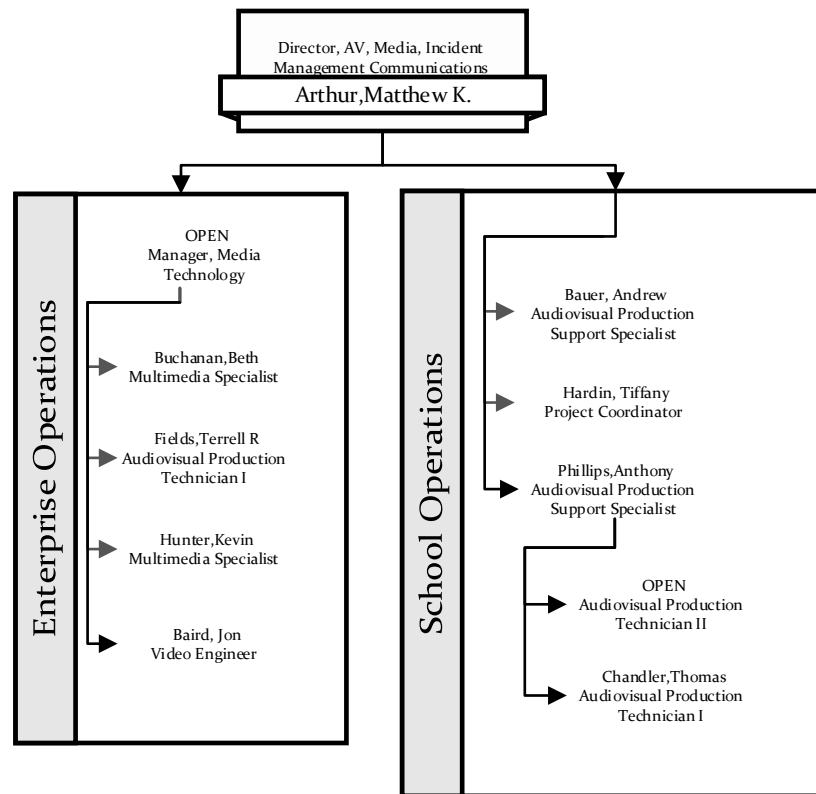 Director, AV, Media, Incident
Management Communications
Arthur,Matthew K.
Enterprise Operations
OPEN
Manager, Media
Technology
Buchanan,Beth
Multimedia Specialist
Fields,Terrell R
Audiovisual Production
Technician I
Hunter,Kevin
Multimedia Specialist
Baird, Jon
Video Engineer
School Operations
Bauer, Andrew
Audiovisual Production
Support Specialist
Hardin, Tiffany
Project Coordinator
Phillips,Anthony
Audiovisual Production
Support Specialist
OPEN
Audiovisual Production
Technician II
Chandler,Thomas
Audiovisual Production
Technician I